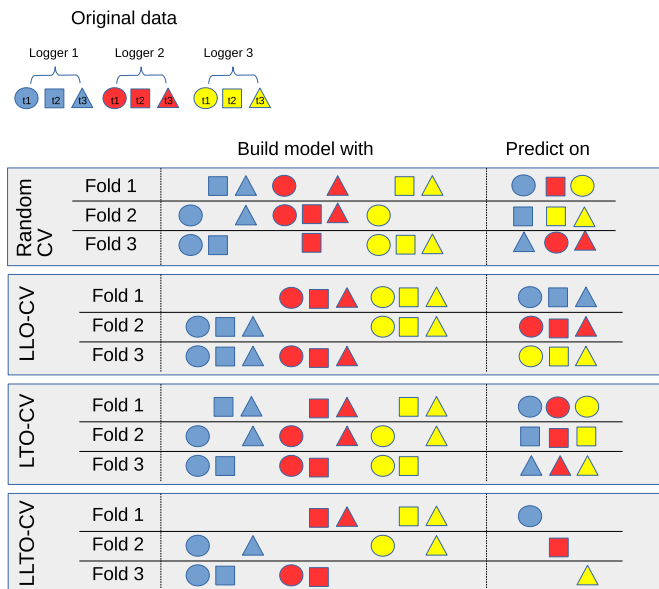 Original data
Logger 1 Logger 2 Logger 3
t1 t2 t3 t1 t2 t3 t1 t2 t3
Build model with Predict on
Random
CV
Fold 1
Fold 2
Fold 3
LLO-CV
Fold 1
Fold 2
Fold 3
LTO-CV
Fold 1
Fold 2
Fold 3
LLTO-CV
Fold 1
Fold 2
Fold 3